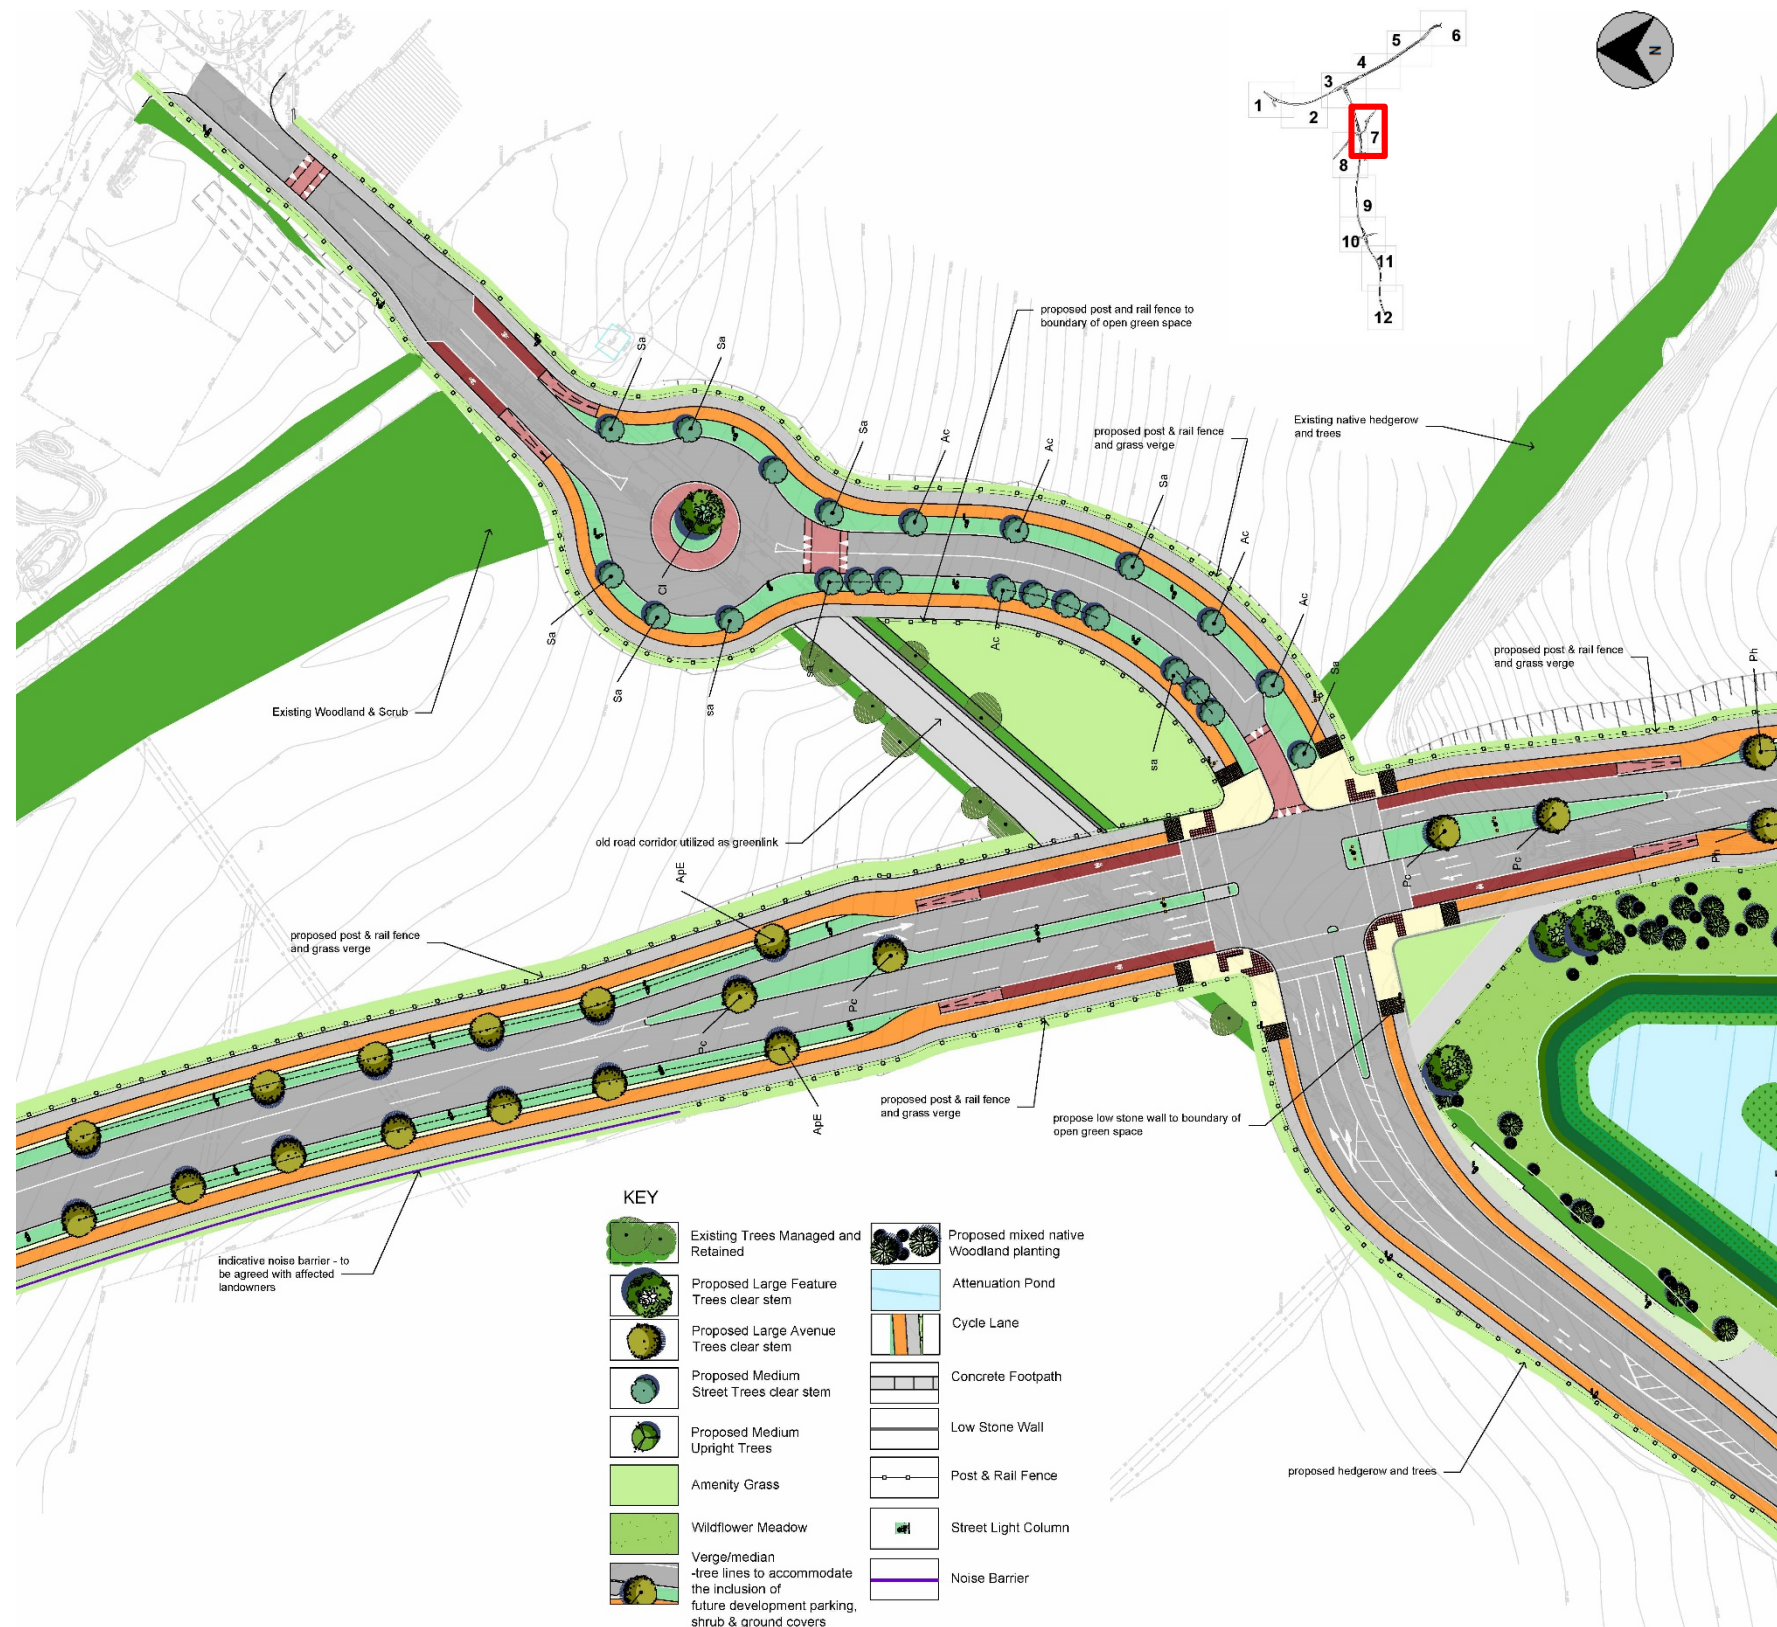 1
2
3
4
5
6
7
8
9
10
11
12
N
proposed post and rail fence to
boundary of open green space
Sa
Sa
Sa
Ac
Ac
proposed post & rail fence
and grass verge
Sa
Ac
Ac
Sa
Existing native hedgerow
and trees
Cl
Sa
Sa
sa
Ac
sa
Existing Woodland & Scrub
proposed post & rail fence
and grass verge
Ph
old road corridor utilized as greenlink
ApE
Pc
Pc
Ph
proposed post & rail fence
and grass verge
Pc
Pc
ApE
proposed post & rail fence
and grass verge
propose low stone wall to boundary of
open green space
indicative noise barrier - to
be agreed with affected
landowners
proposed hedgerow and trees
KEY
Existing Trees Managed and
Retained
Proposed Large Feature
Trees clear stem
Proposed Large Avenue
Trees clear stem
Proposed Medium
Street Trees clear stem
Proposed Medium
Upright Trees
Amenity Grass
Wildflower Meadow
Verge/median
-tree lines to accommodate
the inclusion of
future development parking,
shrub & ground covers
Proposed mixed native
Woodland planting
Attenuation Pond
Cycle Lane
Concrete Footpath
Low Stone Wall
Post & Rail Fence
Street Light Column
Noise Barrier